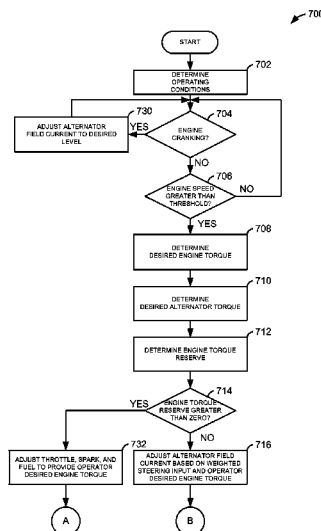 700
START
DETERMINE
OPERATING
CONDITIONS
702
730
704
ADJUST ALTERNATOR
FIELD CURRENT TO DESIRED
LEVEL
YES
ENGINE
CRANKING?
NO
706
ENGINE SPEED
GREATER THAN
THRESHOLD?
NO
YES
708
DETERMINE
DESIRED ENGINE TORQUE
710
DETERMINE
DESIRED ALTERNATOR TORQUE
712
DETERMINE ENGINE TORQUE
RESERVE
714
YES
ENGINE TORQUE
RESERVE GREATER
THAN ZERO?
732
NO
716
ADJUST THROTTLE, SPARK, AND
FUEL TO PROVIDE OPERATOR
DESIRED ENGINE TORQUE
ADJUST ALTERNATOR FIELD
CURRENT BASED ON WEIGHTED
STEERING INPUT AND OPERATOR
DESIRED ENGINE TORQUE
A
B